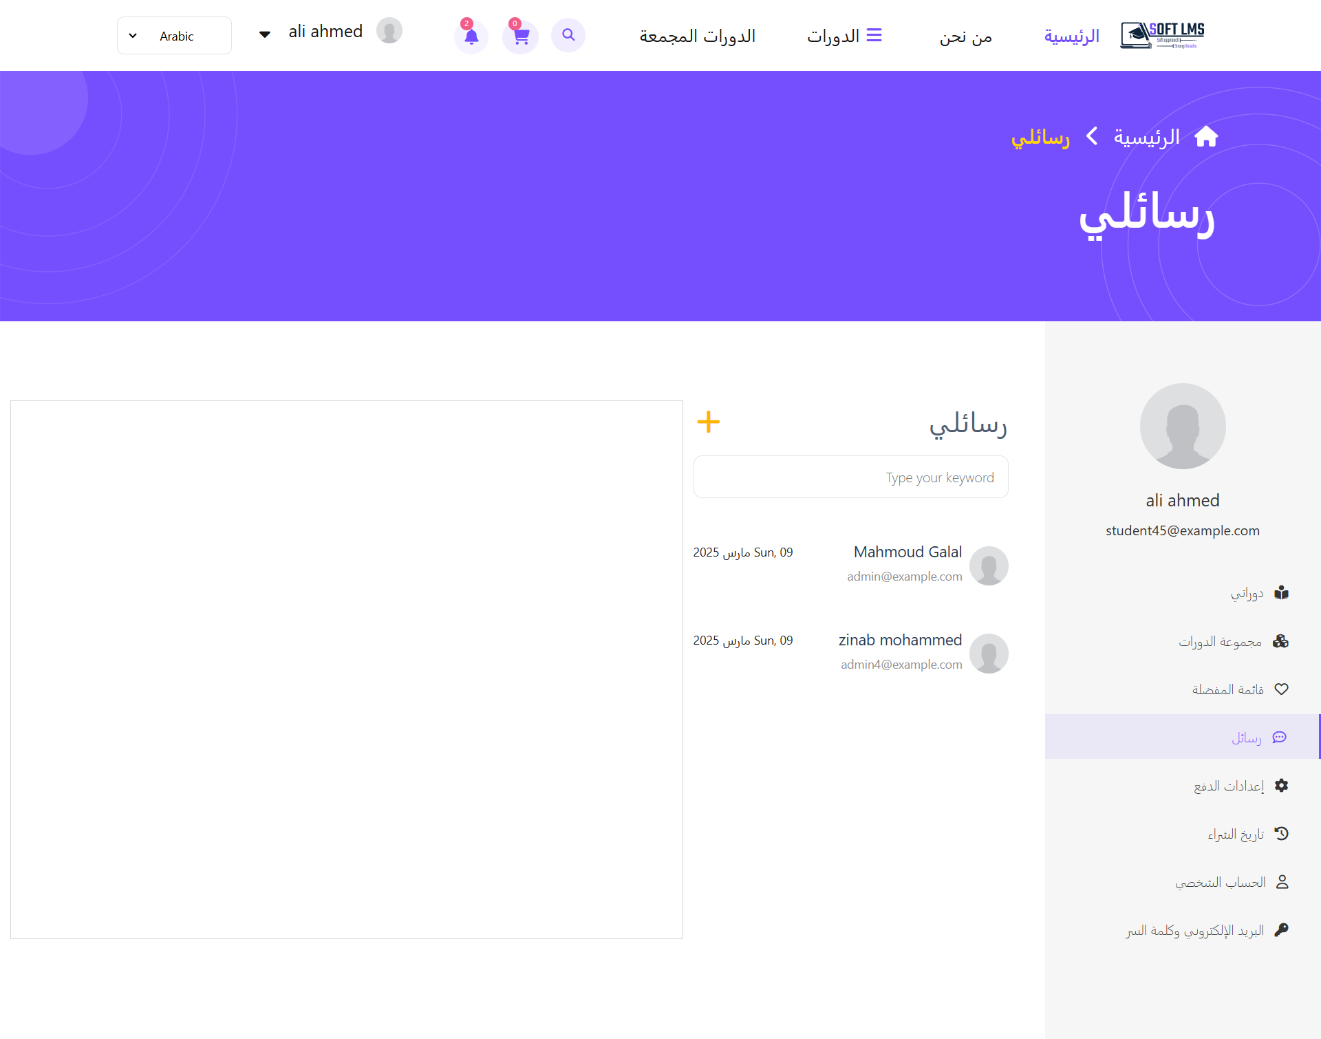 SOFT LMS
الرئيسية
من نحن
الدورات
الدورات المجمعة
0
2
ali ahmed
Arabic
الرئيسية
رسائلي
رسائلي
ali ahmed
student45@example.com
دوراتي
مجموعة الدورات
قائمة المفضلة
رسائل
إعدادات الدفع
تاريخ الشراء
الحساب الشخصي
البريد الإلكتروني وكلمة السر
رسائلي
Type your keyword
Mahmoud Galal
Sun, 09 مارس 2025
admin@example.com
zinab mohammed
Sun, 09 مارس 2025
admin4@example.com